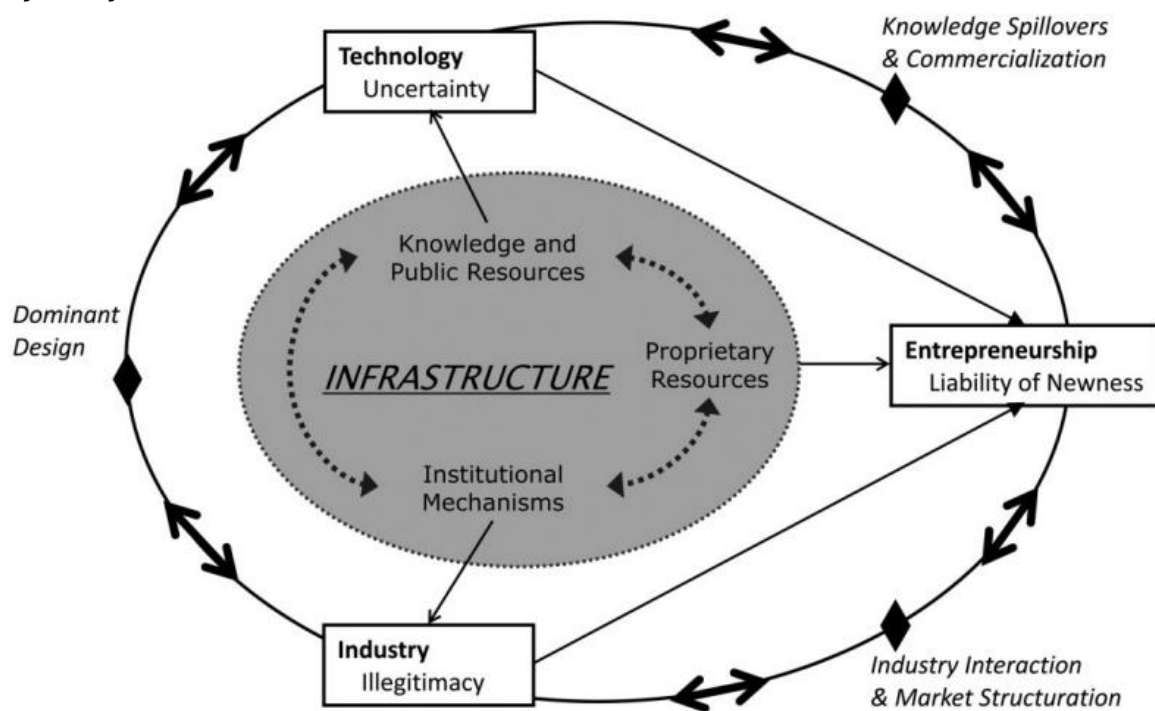 Knowledge Spillovers
& Commercialization
Technology
Uncertainty
Knowledge and
Public Resources
Dominant
Design
INFRASTRUCTURE
Proprietary
Resources
Entrepreneurship
Liability of Newness
Institutional
Mechanisms
Industry
Illegitimacy
Industry Interaction
& Market Structuration